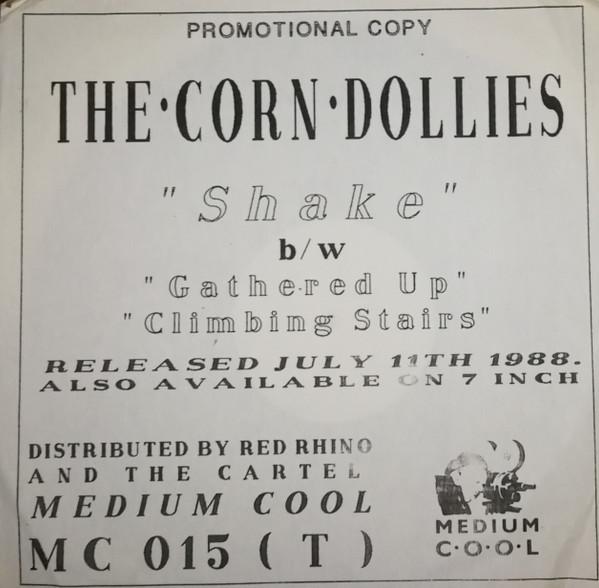 PROMOTIONAL COPY
THE·CORN·DOLLIES
"Shake"
b/w
"Gathered Up"
"Climbing Stairs"
RELEASED JULY 11TH 1988.
ALSO AVAILABLE ON 7 INCH
DISTRIBUTED BY RED RHINO
AND THE CARTEL
MEDIUM COOL
MC 015 ( T )
MEDIUM
C·O·O·L